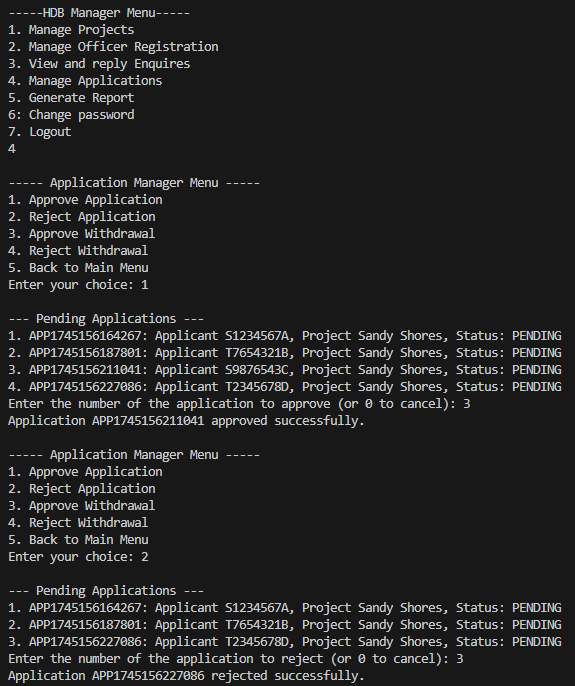 -----HDB Manager Menu-----
1. Manage Projects
2. Manage Officer Registration
3. View and reply Enquires
4. Manage Applications
5. Generate Report
6: Change password
7. Logout
4
----- Application Manager Menu -----
1. Approve Application
2. Reject Application
3. Approve Withdrawal
4. Reject Withdrawal
5. Back to Main Menu
Enter your choice: 1
--- Pending Applications ---
1. APP1745156164267: Applicant S1234567A, Project Sandy Shores, Status: PENDING
2. APP1745156187801: Applicant T7654321B, Project Sandy Shores, Status: PENDING
3. APP1745156211041: Applicant S9876543C, Project Sandy Shores, Status: PENDING
4. APP1745156227086: Applicant T2345678D, Project Sandy Shores, Status: PENDING
Enter the number of the application to approve (or 0 to cancel): 3
Application APP1745156211041 approved successfully.
----- Application Manager Menu -----
1. Approve Application
2. Reject Application
3. Approve Withdrawal
4. Reject Withdrawal
5. Back to Main Menu
Enter your choice: 2
--- Pending Applications ---
1. APP1745156164267: Applicant S1234567A, Project Sandy Shores, Status: PENDING
2. APP1745156187801: Applicant T7654321B, Project Sandy Shores, Status: PENDING
3. APP1745156227086: Applicant T2345678D, Project Sandy Shores, Status: PENDING
Enter the number of the application to reject (or 0 to cancel): 3
Application APP1745156227086 rejected successfully.